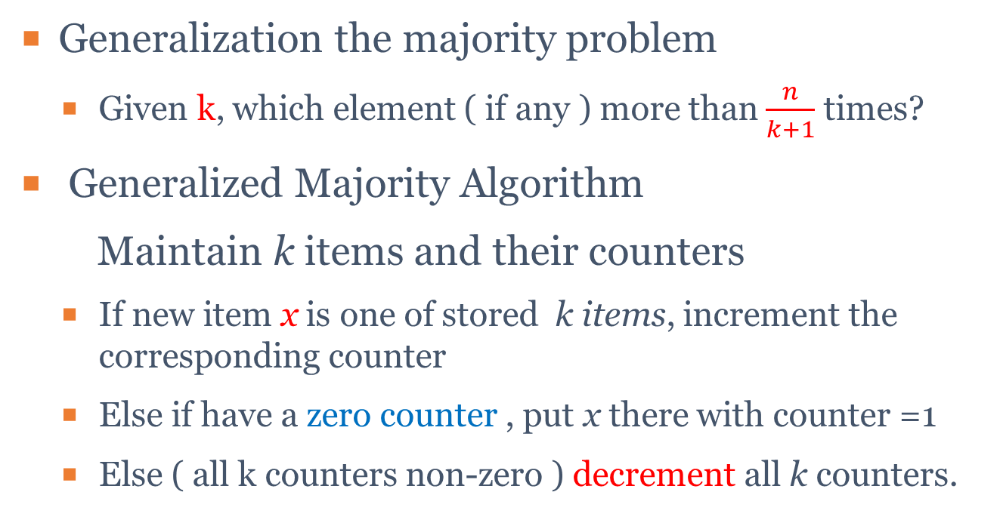 Generalization the majority problem
Given k, which element ( if any ) more than n/(k+1) times?
Generalized Majority Algorithm
Maintain k items and their counters
If new item x is one of stored k items, increment the
corresponding counter
Else if have a zero counter , put x there with counter =1
Else ( all k counters non-zero ) decrement all k counters.